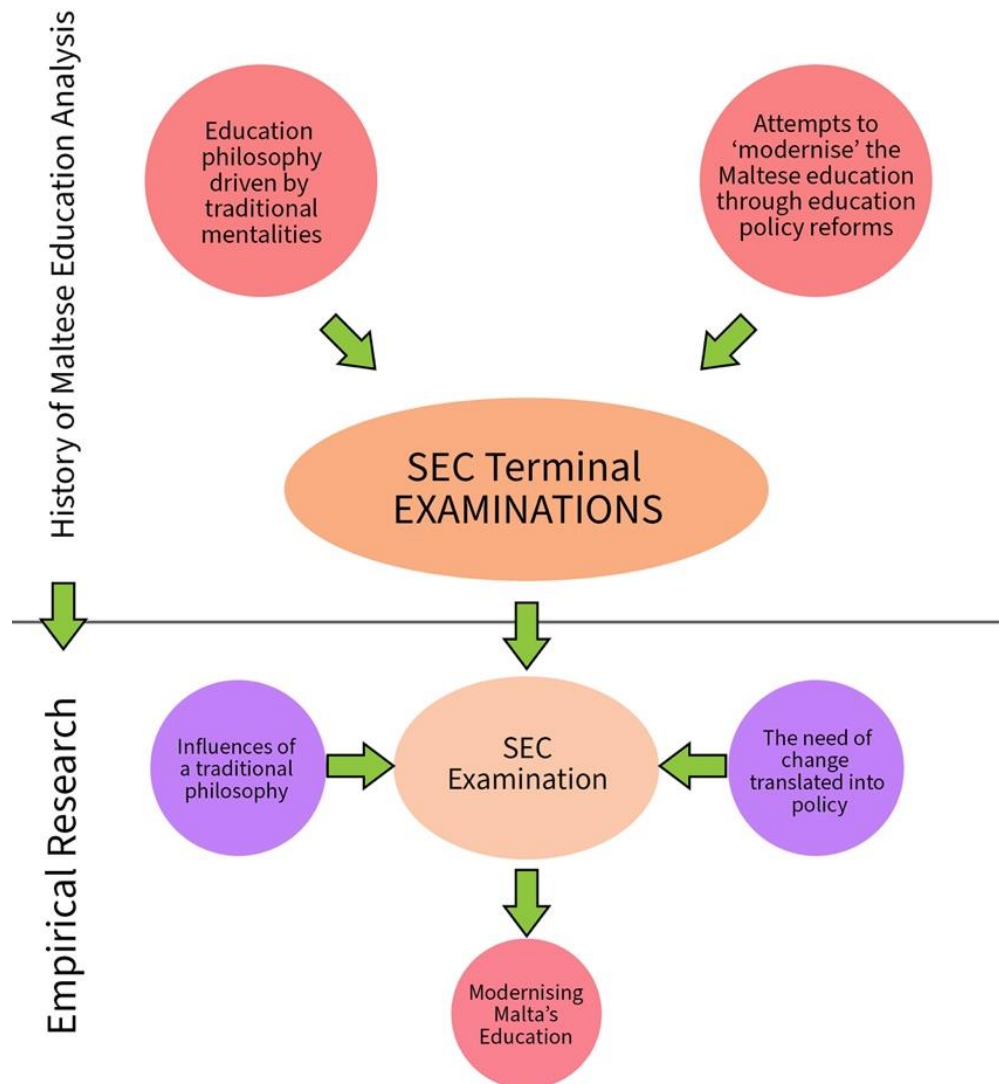 History of Maltese Education Analysis
Education
philosophy
driven by
traditional
mentalities
Attempts to
‘modernise’ the
Maltese education
through education
policy reforms
SEC Terminal
EXAMINATIONS
Empirical Research
Influences of
a traditional
philosophy
SEC
Examination
The need of
change
translated into
policy
Modernising
Malta’s
Education